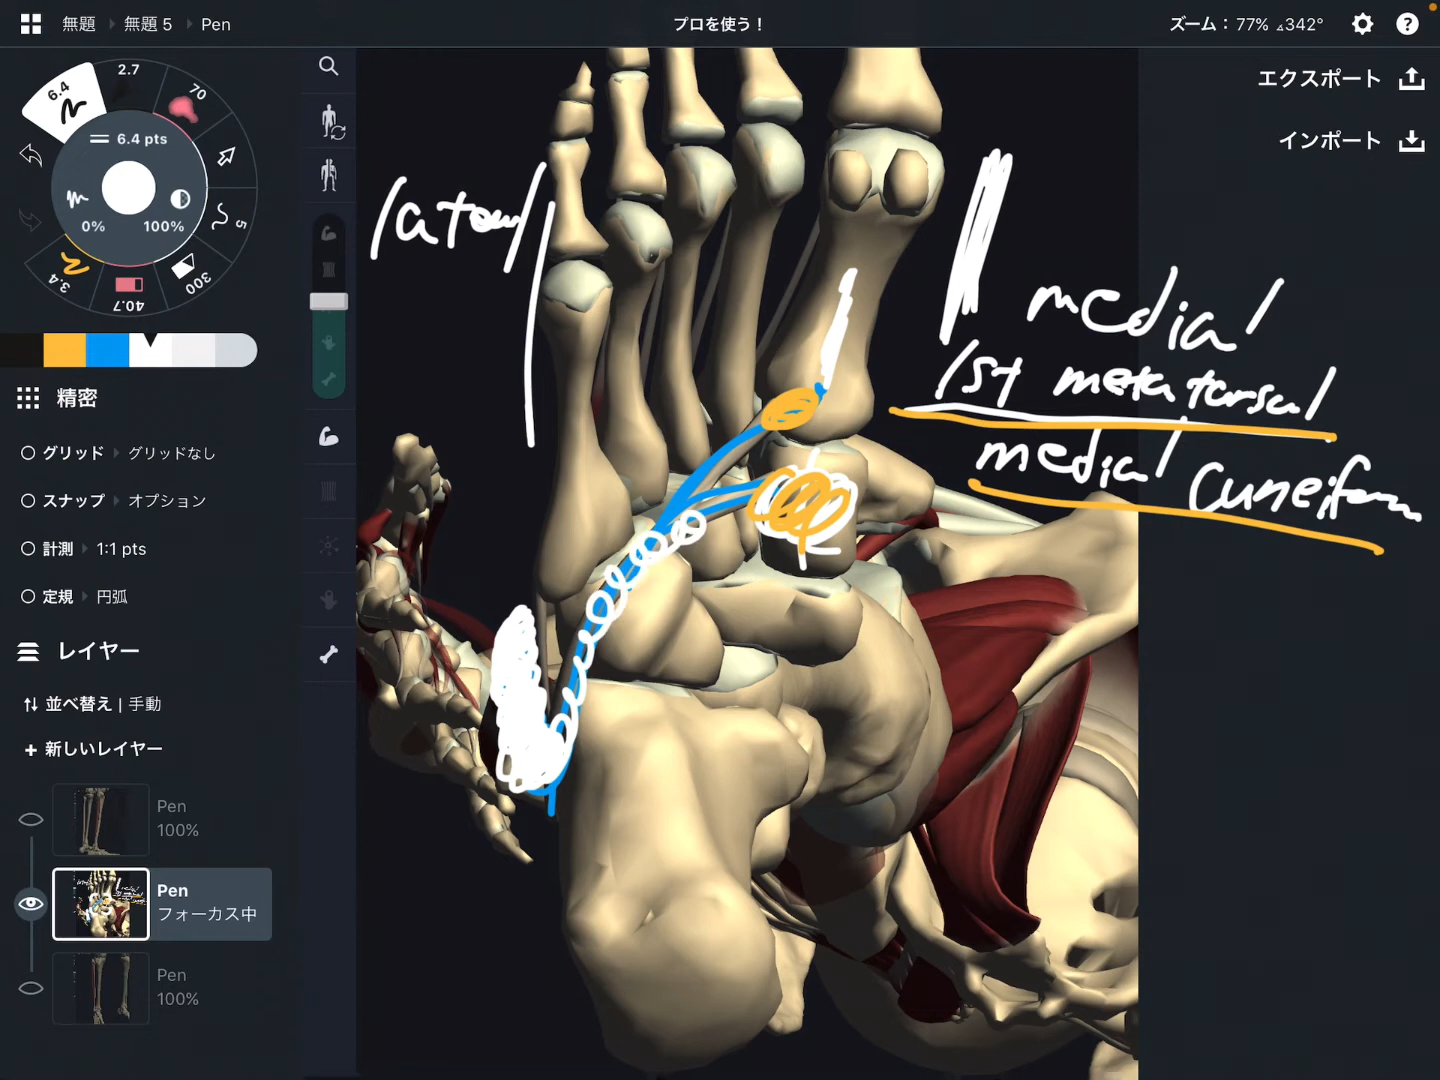 無題 無題 5 Pen
プロを使う！
ズーム： 77% 342°
エクスポート
インポート
6.4
2.7
70
5
300
40.7
3.4
6.4 pts
0% 100%
精密
グリッド グリッドなし
スナップ オプション
計測 1:1 pts
定規 円弧
レイヤー
並べ替え | 手動
+ 新しいレイヤー
Pen
100%
Pen
フォーカス中
Pen
100%
lateral
medial
1st metatarsal
medial cuneiform